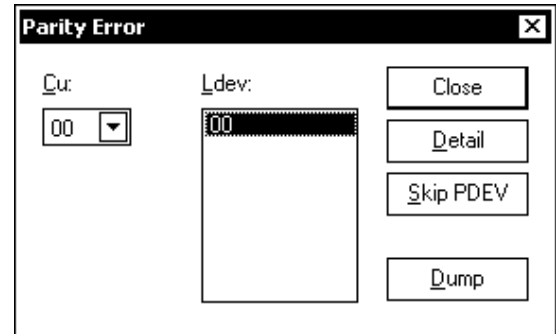 Parity Error
Cu:
00
Ldev:
00
Close
Detail
Skip PDEV
Dump